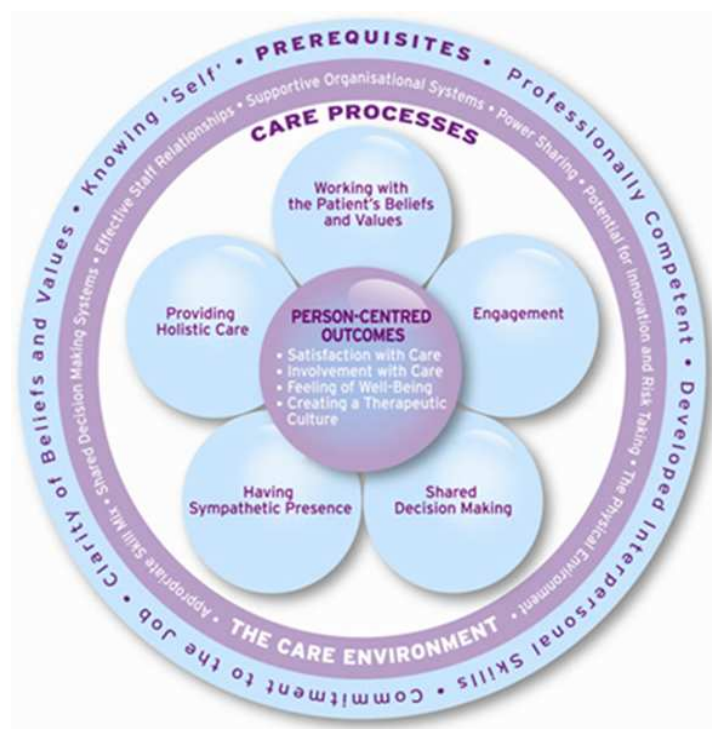 PREREQUISITES • Professionally Competent • Developed Interpersonal Skills • Commitment to the Job • Clarity of Beliefs and Values • Knowing 'Self' •
Supportive Organisational Systems • Power Sharing • Potential for Innovation and Risk Taking • The Physical Environment •
THE CARE ENVIRONMENT
• Appropriate Skill Mix • Shared Decision Making Systems • Effective Staff Relationships •
CARE PROCESSES
Working with
the Patient's Beliefs
and Values
Providing
Holistic Care
Engagement
PERSON-CENTRED
OUTCOMES
• Satisfaction with Care
• Involvement with Care
• Feeling of Well-Being
• Creating a Therapeutic
Culture
Having
Sympathetic Presence
Shared
Decision Making